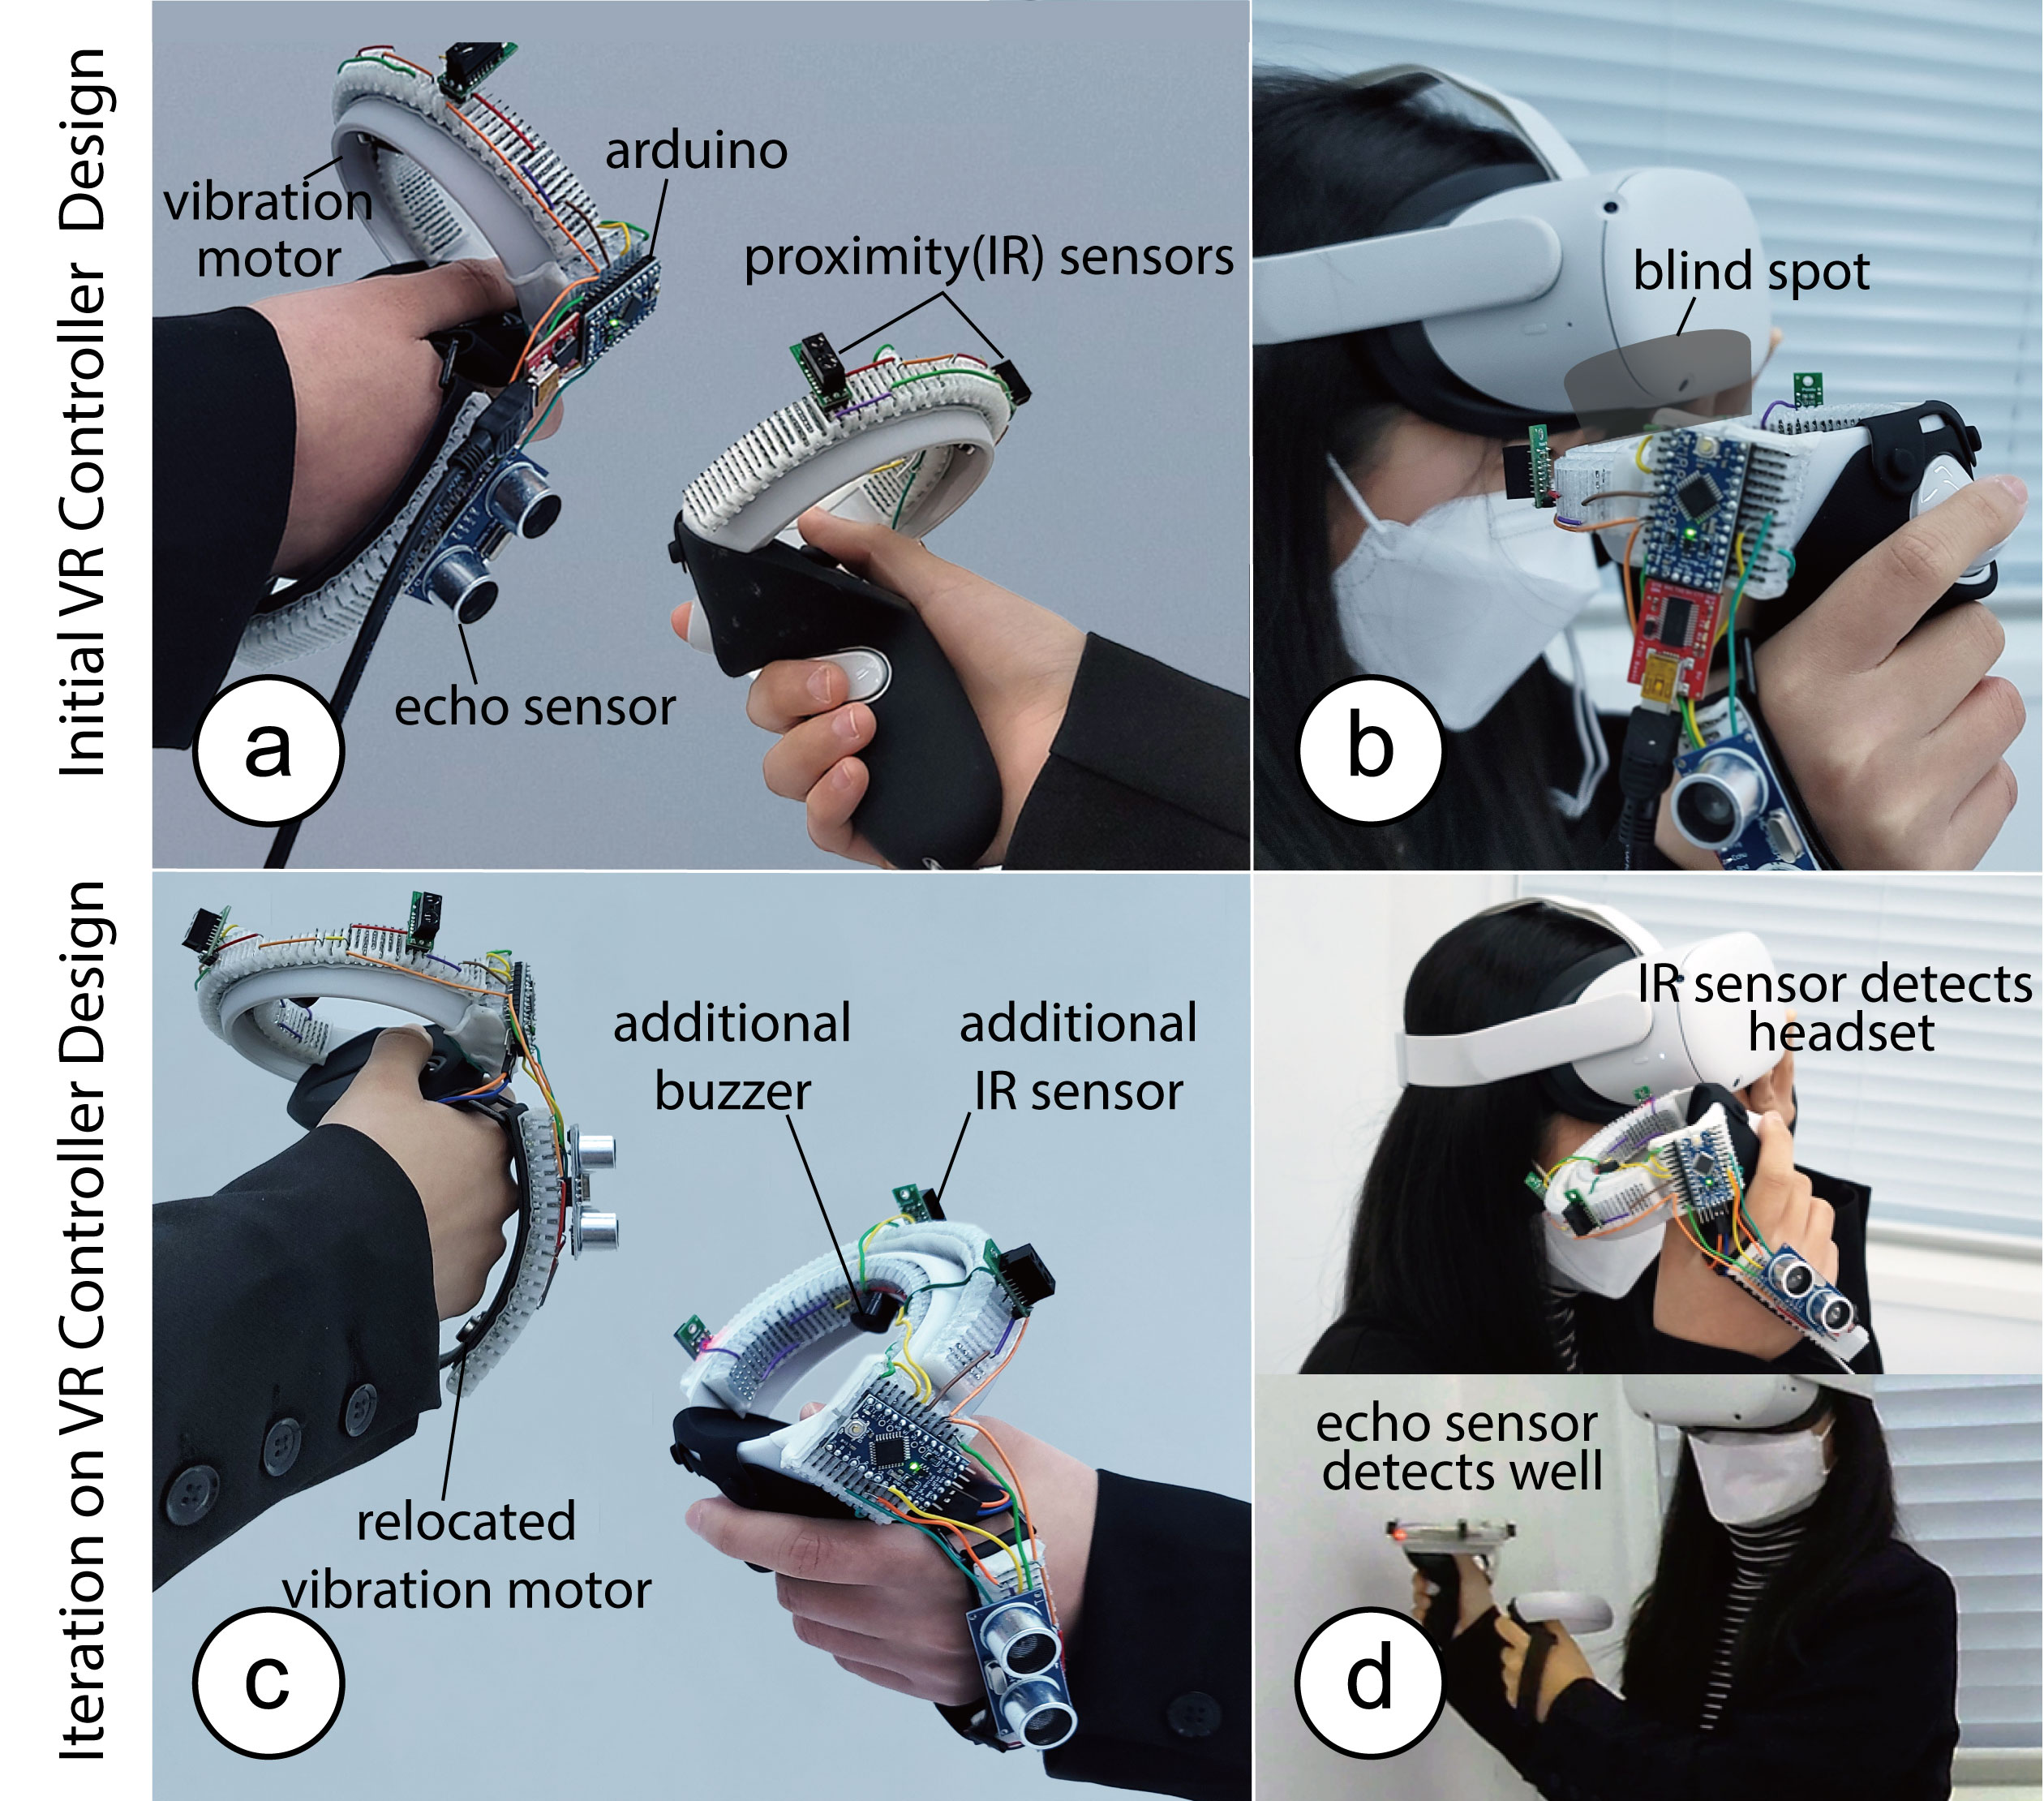 Initial VR Controller Design
vibration
motor
arduino
proximity(IR) sensors
echo sensor
a
blind spot
b
Iteration on VR Controller Design
additional
buzzer
additional
IR sensor
relocated
vibration motor
c
IR sensor detects
headset
echo sensor
detects well
d